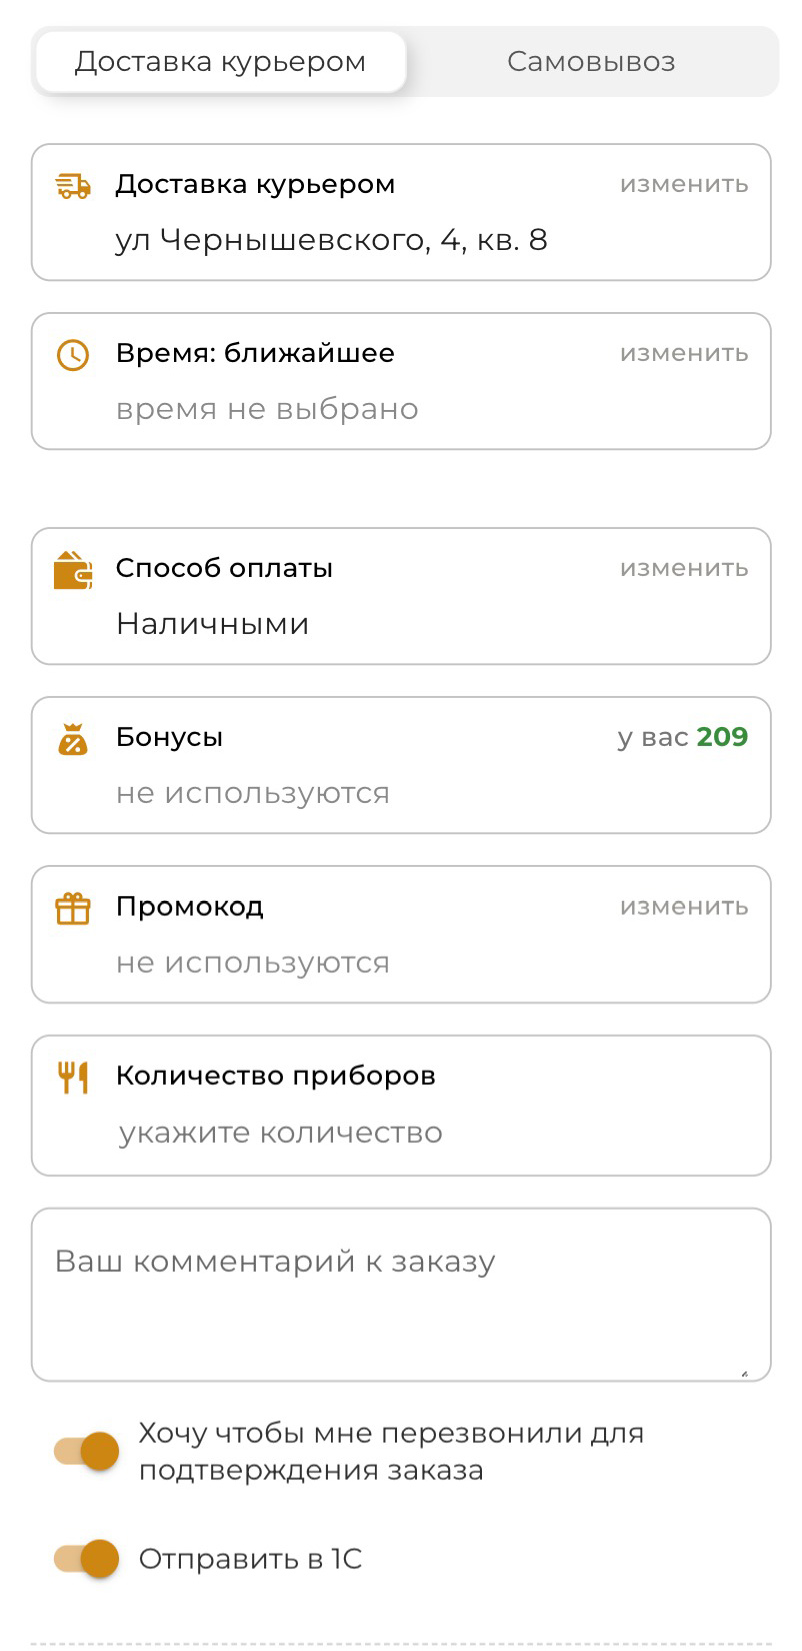 Доставка курьером
Самовывоз
Доставка курьером
изменить
ул Чернышевского, 4, кв. 8
Время: ближайшее
изменить
время не выбрано
Способ оплаты
изменить
Наличными
Бонусы
у вас 209
не используются
Промокод
изменить
не используются
Количество приборов
укажите количество
Ваш комментарий к заказу
Хочу чтобы мне перезвонили для
подтверждения заказа
Отправить в 1С